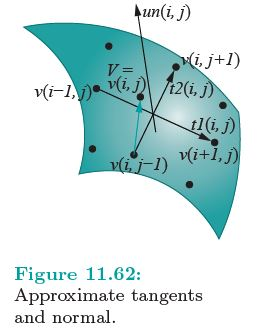 un(i, j)
v(i, j+1)
V =
v(i, j)
t2(i, j)
v(i–1, j)
t1(i, j)
v(i, j–1)
v(i+1, j)
Figure 11.62:
Approximate tangents
and normal.